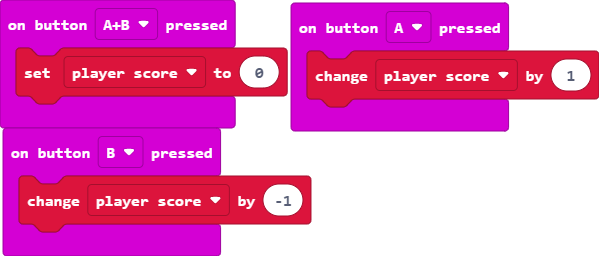 on button A+B pressed
set player score to 0
on button A pressed
change player score by 1
on button B pressed
change player score by -1